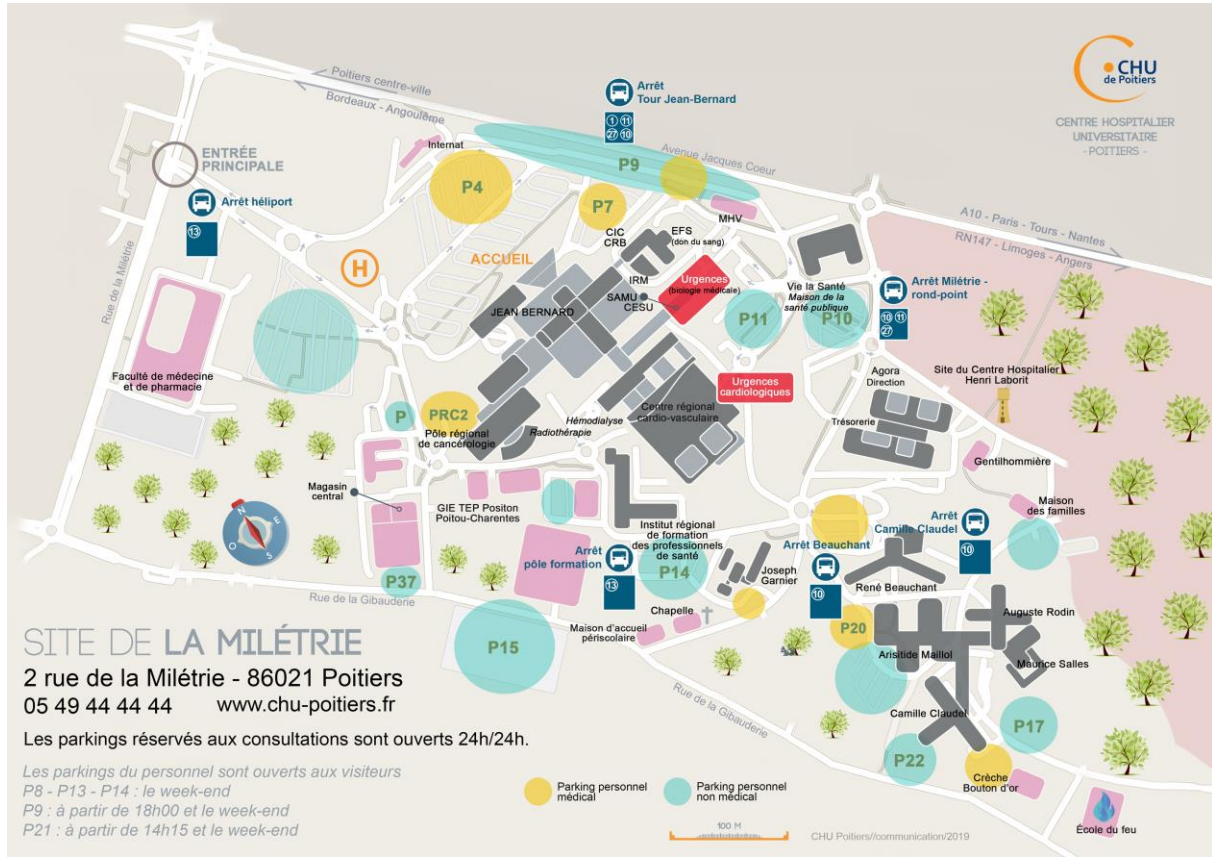 Poitiers centre-ville
Bordeaux - Angoulême
Arrêt
Tour Jean-Bernard
1 11
27 10
CHU
de Poitiers
CENTRE HOSPITALIER
UNIVERSITAIRE
- POITIERS -
Avenue Jacques Coeur
Internat
ENTRÉE
PRINCIPALE
P9
P4
P7
Arrêt héliport
13
MHV
A10 - Paris - Tours - Nantes
RN147 - Limoges - Angers
CIC
CRB
EFS
(don du sang)
ACCUEIL
H
IRM
Urgences
(biologie médicale)
SAMU
CESU
Vie la Santé
Maison de la
santé publique
Arrêt Milétrie -
rond-point
10 11
27
Rue de la Milétrie
JEAN BERNARD
P11
P10
Faculté de médecine
et de pharmacie
Agora
Direction
Site du Centre Hospitalier
Henri Laborit
Urgences
cardiologiques
P
PRC2
Centre régional
cardio-vasculaire
Hémodialyse
Radiothérapie
Pôle régional
de cancérologie
Trésorerie
Gentilhommière
Magasin
central
GIE TEP Positon
Poitou-Charentes
Maison
des familles
N
E
S
O
Institut régional
de formation
des professionnels
de santé
Arrêt
Camille Claudel
10
Arrêt Beauchant
10
Arrêt
pôle formation
13
P14
Joseph
Garnier
P37
René Beauchant
Rue de la Gibauderie
Chapelle
Auguste Rodin
P20
Maison d'accueil
périscolaire
P15
Arisitide Maillol
Maurice Salles
Rue de la Gibauderie
Camille Claudel
P17
P22
Crèche
Bouton d'or
École du feu
SITE DE LA MILÉTRIE
2 rue de la Milétrie - 86021 Poitiers
05 49 44 44 44 www.chu-poitiers.fr
Les parkings réservés aux consultations sont ouverts 24h/24h.
Les parkings du personnel sont ouverts aux visiteurs
P8 - P13 - P14 : le week-end
P9 : à partir de 18h00 et le week-end
P21 : à partir de 14h15 et le week-end
Parking personnel
médical
Parking personnel
non médical
100 M
CHU Poitiers//communication/2019